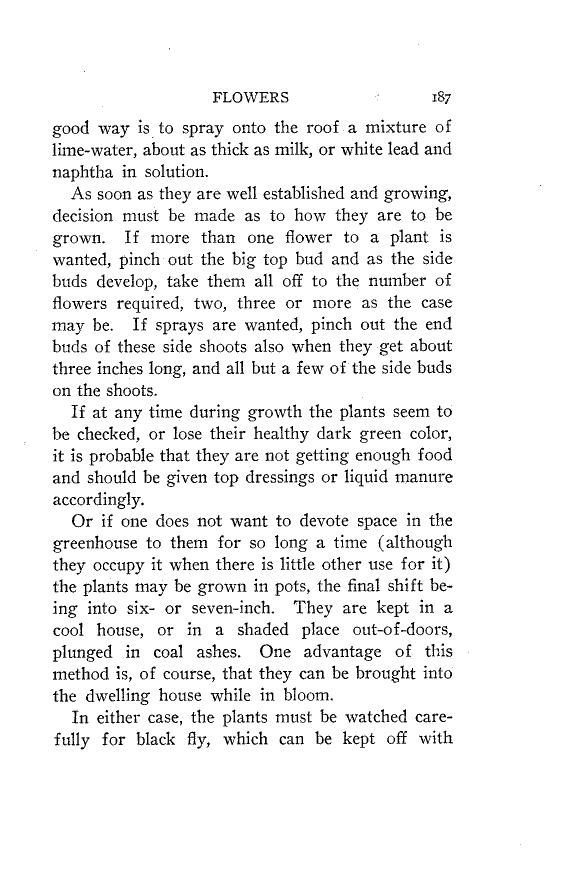 FLOWERS 187
good way is to spray onto the roof a mixture of
lime-water, about as thick as milk, or white lead and
naphtha in solution.
As soon as they are well established and growing,
decision must be made as to how they are to be
grown. If more than one flower to a plant is
wanted, pinch out the big top bud and as the side
buds develop, take them all off to the number of
flowers required, two, three or more as the case
may be. If sprays are wanted, pinch out the end
buds of these side shoots also when they get about
three inches long, and all but a few of the side buds
on the shoots.
If at any time during growth the plants seem to
be checked, or lose their healthy dark green color,
it is probable that they are not getting enough food
and should be given top dressings or liquid manure
accordingly.
Or if one does not want to devote space in the
greenhouse to them for so long a time (although
they occupy it when there is little other use for it)
the plants may be grown in pots, the final shift be-
ing into six- or seven-inch. They are kept in a
cool house, or in a shaded place out-of-doors,
plunged in coal ashes. One advantage of this
method is, of course, that they can be brought into
the dwelling house while in bloom.
In either case, the plants must be watched care-
fully for black fly, which can be kept off with